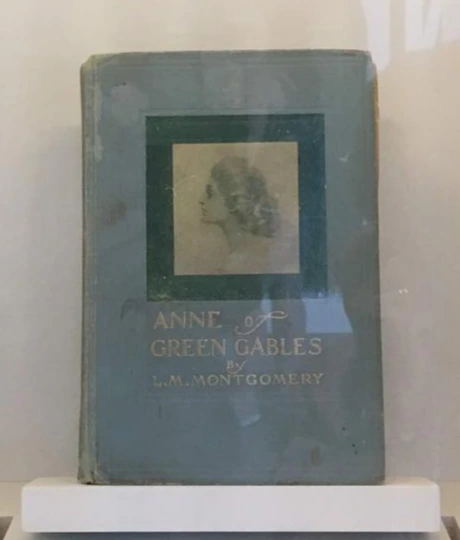 ANNE of
GREEN GABLES
By
L.M. MONTGOMERY